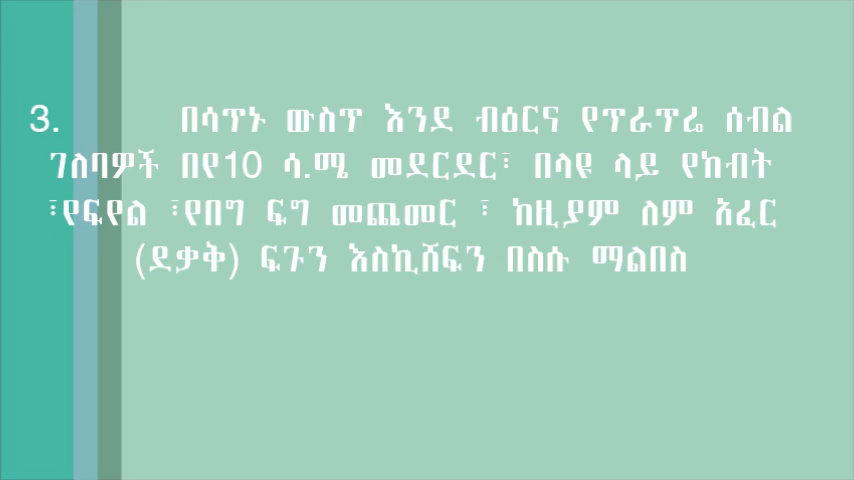 3. በሳጥኑ ውስጥ እንደ ብዕርና የጥራጥሬ ሰብል
ገለባዎች በየ10 ሳ.ሜ መደርደር፣ በላዩ ላይ የከብት
፣የፍየል ፣የበግ ፍግ መጨመር ፣ ከዚያም ለም አፈር
(ደቃቅ) ፍጉን እስኪሸፍን በስሱ ማልበስ